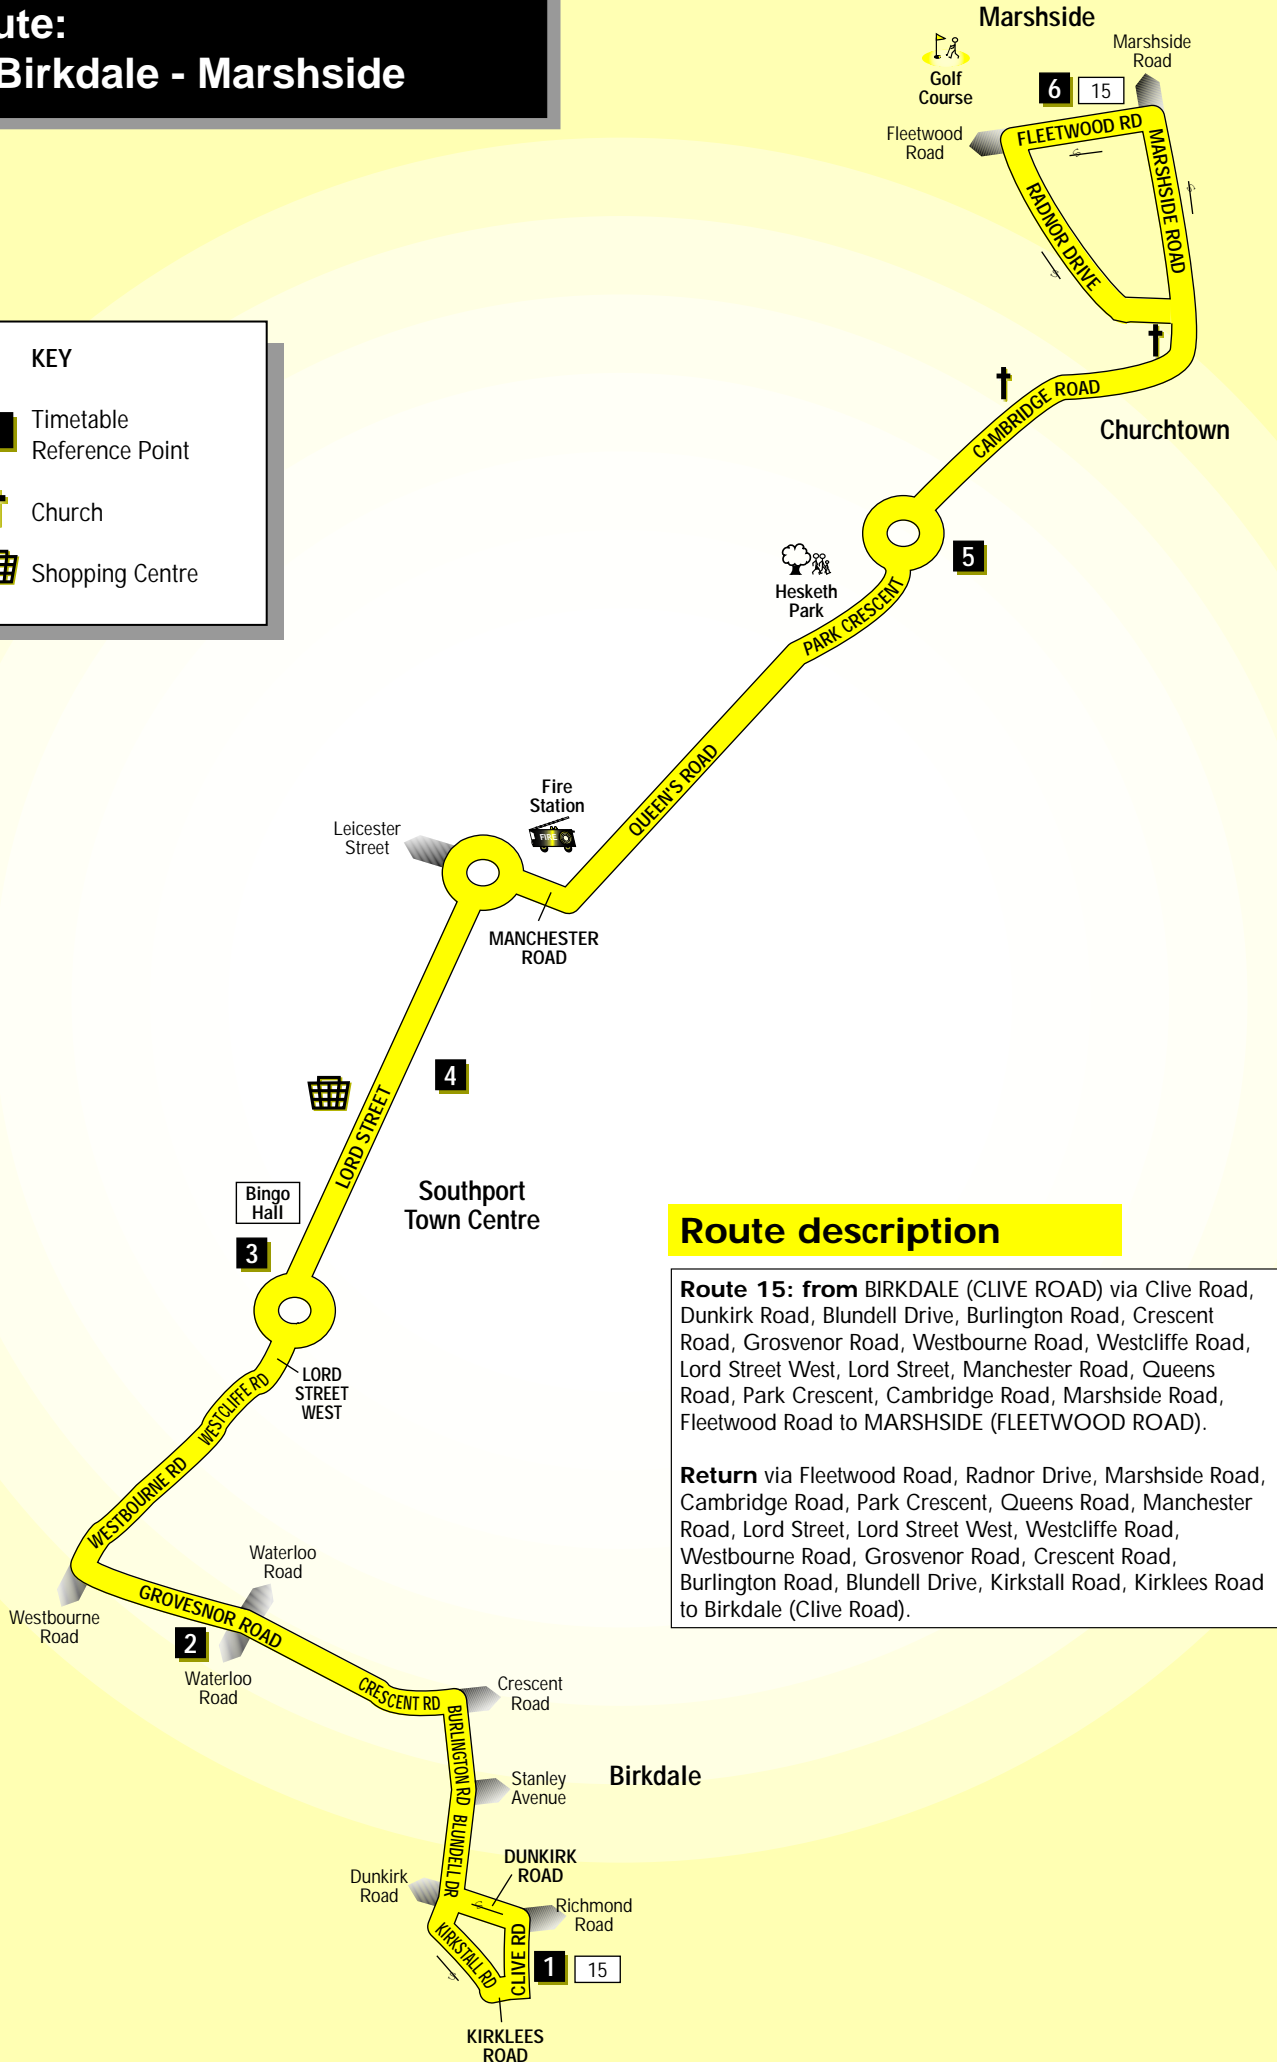 ute:
Birkdale - Marshside
Marshside
Golf
Course
Marshside
Road
6
15
Fleetwood
Road
FLEETWOOD RD
MARSHSIDE ROAD
RADNOR DRIVE
KEY
Timetable
Reference Point
Church
Shopping Centre
CAMBRIDGE ROAD
Churchtown
5
Hesketh
Park
PARK CRESCENT
QUEEN'S ROAD
Fire
Station
FIRE
Leicester
Street
MANCHESTER
ROAD
4
LORD STREET
Bingo
Hall
3
Southport
Town Centre
Route description
Route 15: from BIRKDALE (CLIVE ROAD) via Clive Road,
Dunkirk Road, Blundell Drive, Burlington Road, Crescent
Road, Grosvenor Road, Westbourne Road, Westcliffe Road,
Lord Street West, Lord Street, Manchester Road, Queens
Road, Park Crescent, Cambridge Road, Marshside Road,
Fleetwood Road to MARSHSIDE (FLEETWOOD ROAD).
Return via Fleetwood Road, Radnor Drive, Marshside Road,
Cambridge Road, Park Crescent, Queens Road, Manchester
Road, Lord Street, Lord Street West, Westcliffe Road,
Westbourne Road, Grosvenor Road, Crescent Road,
Burlington Road, Blundell Drive, Kirkstall Road, Kirklees Road
to Birkdale (Clive Road).
LORD
STREET
WEST
WESTCLIFFE RD
WESTBOURNE RD
Waterloo
Road
Westbourne
Road
GROVESNOR ROAD
2
Waterloo
Road
CRESCENT RD
Crescent
Road
BURLINGTON RD
Stanley
Avenue
Birkdale
BLUNDELL DR
DUNKIRK
ROAD
Dunkirk
Road
Richmond
Road
KIRKSTALL RD
CLIVE RD
1
15
KIRKLEES
ROAD